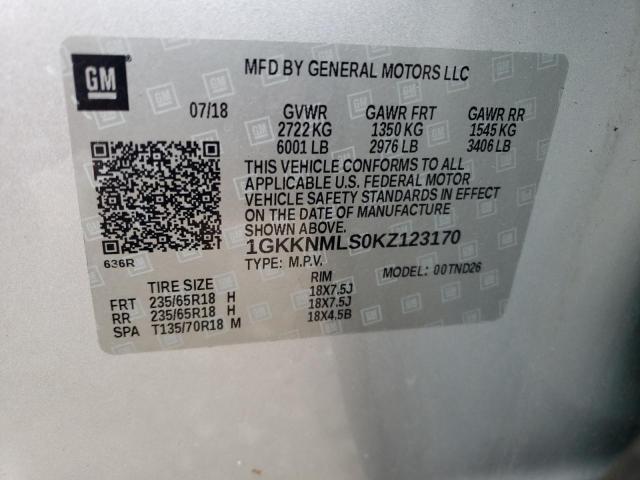 GM
MFD BY GENERAL MOTORS LLC
07/18 GVWR GAWR FRT GAWR RR
2722 KG 1350 KG 1545 KG
6001 LB 2976 LB 3406 LB
THIS VEHICLE CONFORMS TO ALL
APPLICABLE U.S. FEDERAL MOTOR
VEHICLE SAFETY STANDARDS IN EFFECT
ON THE DATE OF MANUFACTURE
SHOWN ABOVE.
1GKKNMLS0KZ123170
636R
TYPE: M.P.V. MODEL: 00TND26
TIRE SIZE RIM
FRT 235/65R18 H 18X7.5J
RR 235/65R18 H 18X7.5J
SPA T135/70R18 M 18X4.5B